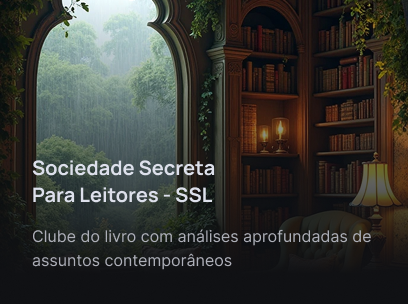 Sociedade Secreta
Para Leitores - SSL
Clube do livro com análises aprofundadas de
assuntos contemporâneos